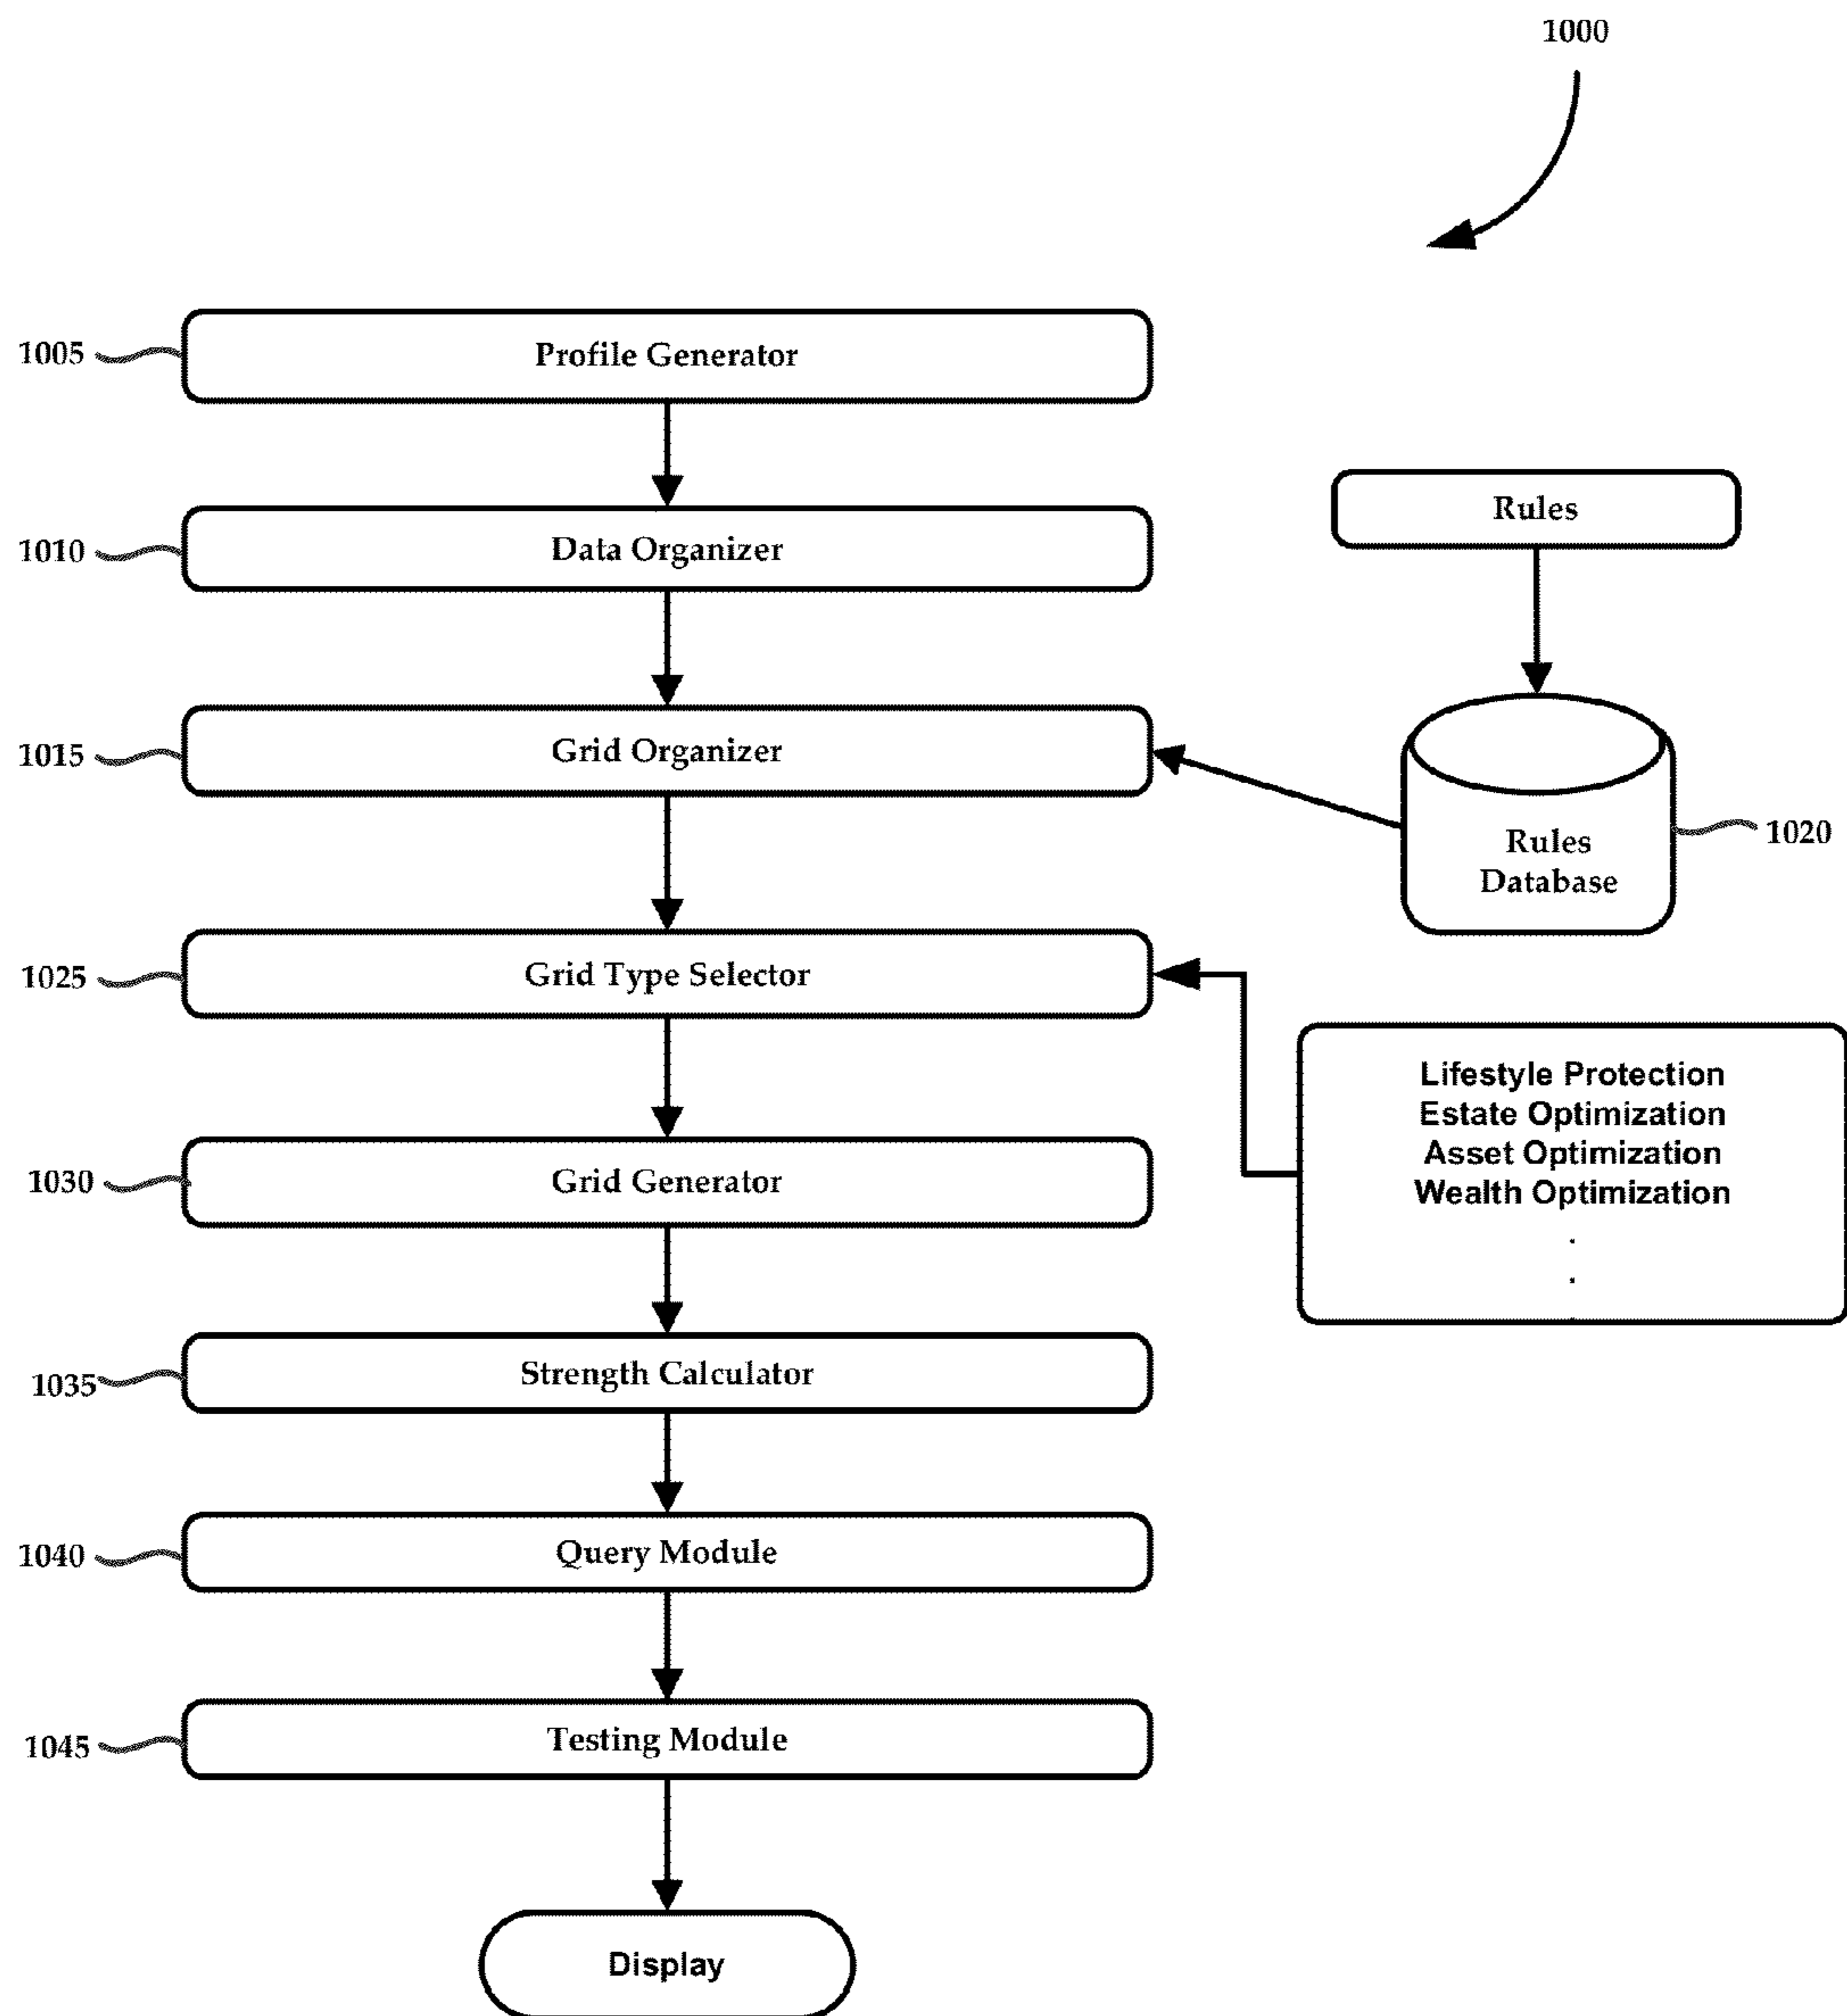 1000
1005
Profile Generator
1010
Data Organizer
Rules
1015
Grid Organizer
Rules
Database
1020
1025
Grid Type Selector
Lifestyle Protection
Estate Optimization
Asset Optimization
Wealth Optimization
.
.
.
1030
Grid Generator
1035
Strength Calculator
1040
Query Module
1045
Testing Module
Display